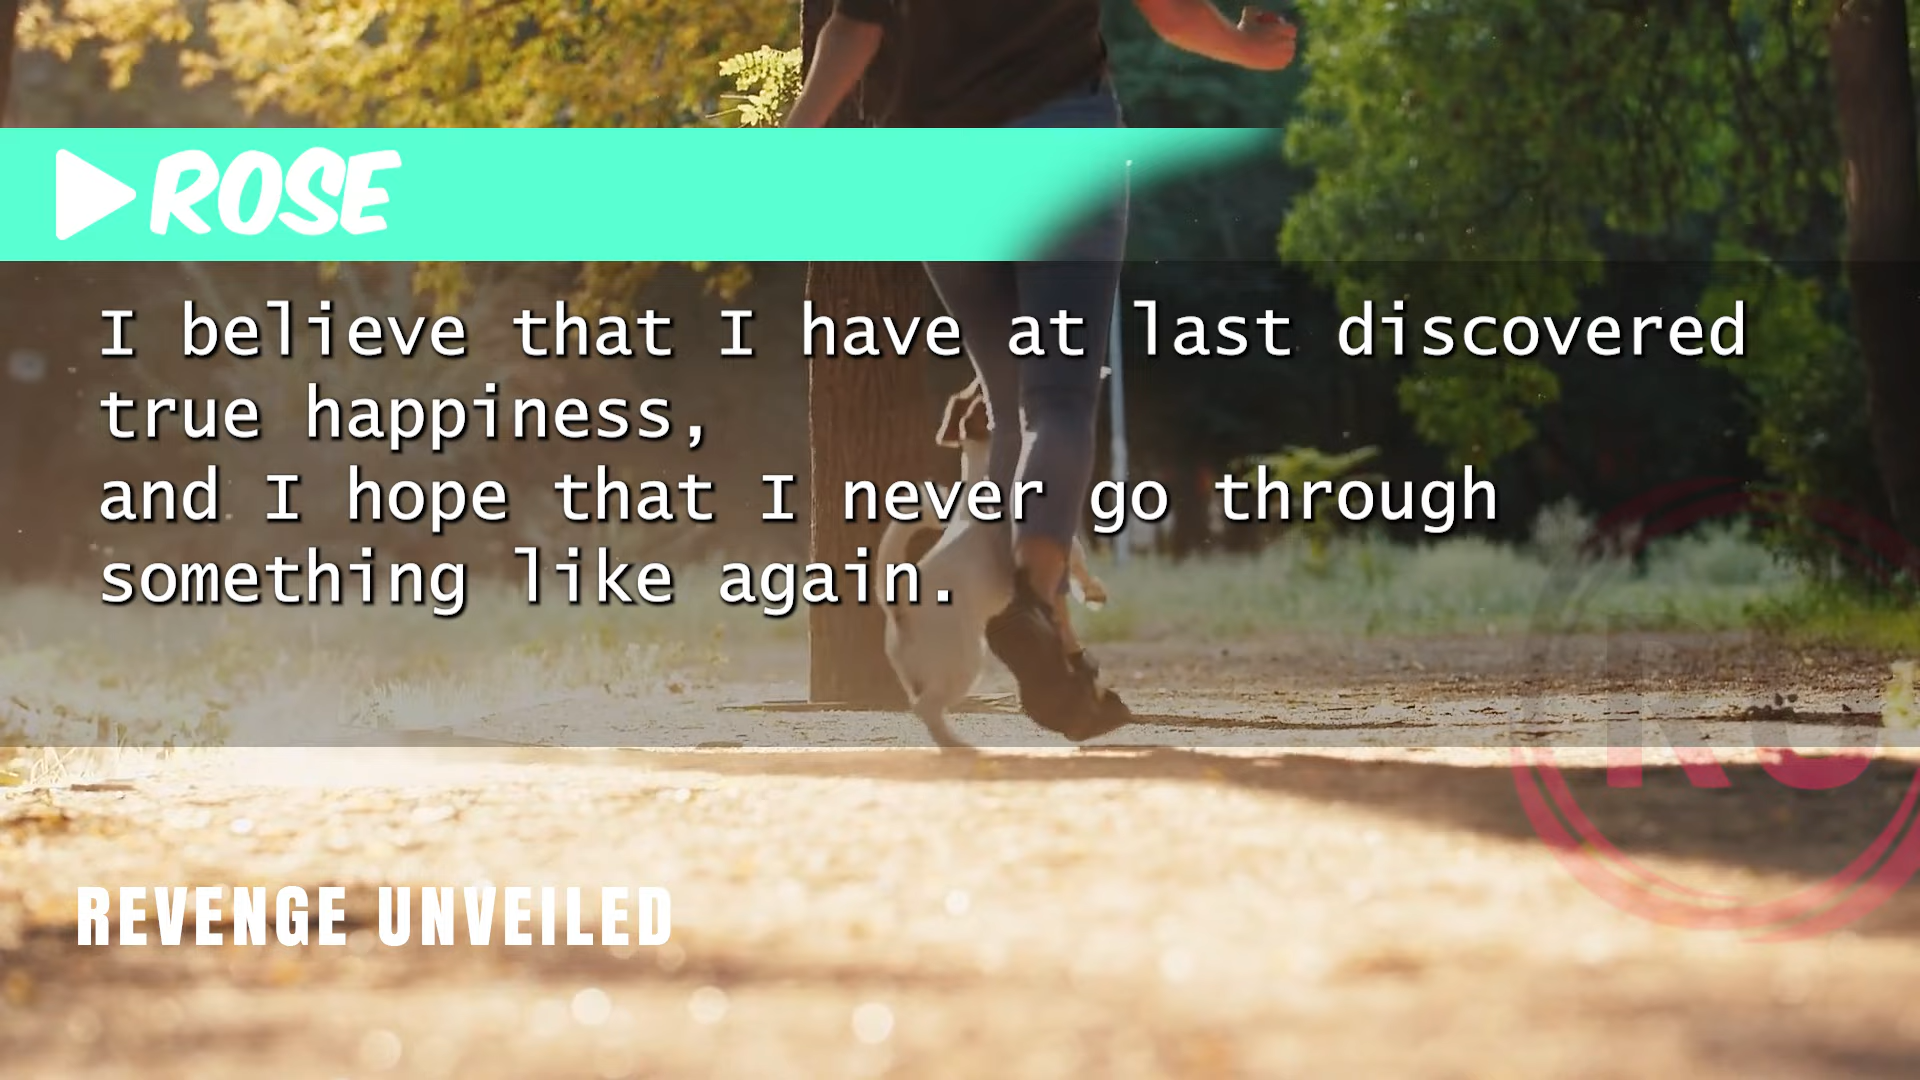 ROSE
I believe that I have at last discovered
true happiness,
and I hope that I never go through
something like again.
REVENGE UNVEILED